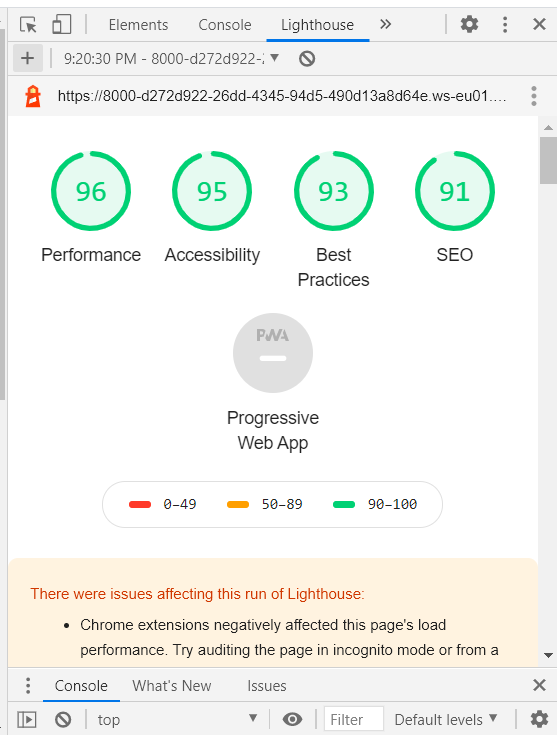 Elements Console Lighthouse
9:20:30 PM - 8000-d272d922-
https://8000-d272d922-26dd-4345-94d5-490d13a8d64e.ws-eu01.…
96 95 93 91
Performance Accessibility Best Practices SEO
PWA
Progressive
Web App
0–49 50–89 90–100
There were issues affecting this run of Lighthouse:
• Chrome extensions negatively affected this page's load
performance. Try auditing the page in incognito mode or from a
Console What's New Issues
top Filter Default levels